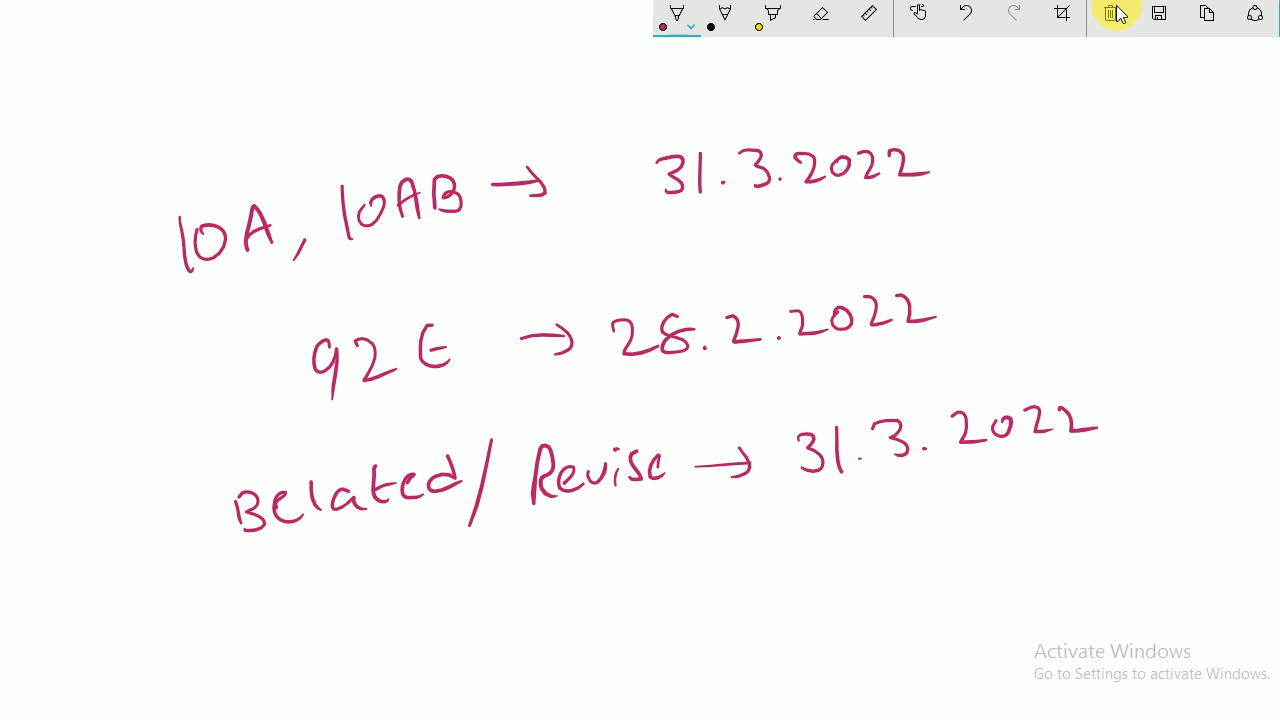 10A, 10AB → 31.3.2022
92E → 28.2.2022
Belated/Revise → 31.3.2022
Activate Windows
Go to Settings to activate Windows.